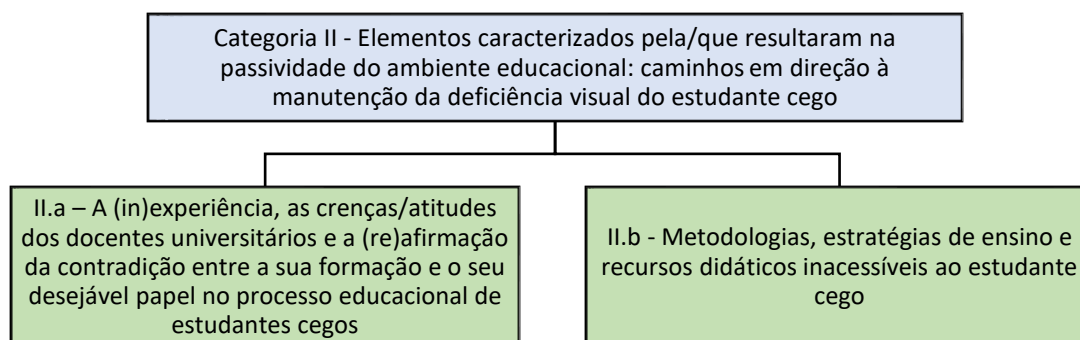 Categoria II - Elementos caracterizados pela/que resultaram na
passividade do ambiente educacional: caminhos em direção à
manutenção da deficiência visual do estudante cego
II.a – A (in)experiência, as crenças/atitudes
dos docentes universitários e a (re)afirmação
da contradição entre a sua formação e o seu
desejável papel no processo educacional de
estudantes cegos
II.b - Metodologias, estratégias de ensino e
recursos didáticos inacessíveis ao estudante
cego